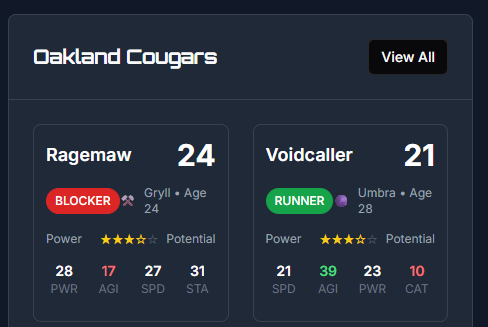 Oakland Cougars
View All
Ragemaw 24
BLOCKER Gryll • Age
24
Power ★★★☆☆ Potential
28 17 27 31
PWR AGI SPD STA
Voidcaller 21
RUNNER Umbra • Age
28
Power ★★★☆☆ Potential
21 39 23 10
SPD AGI PWR CAT